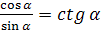 cos α / sin α = ctg α